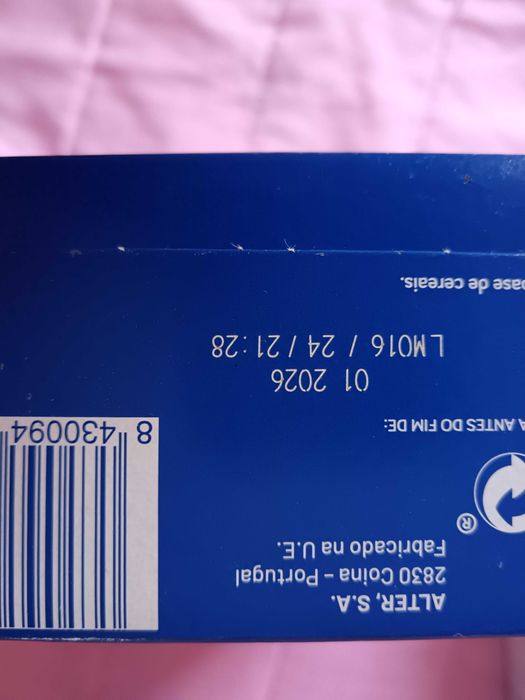 ALTER, S.A.
2830 Coina – Portugal
Fabricado na U.E.
®
A ANTES DO FIM DE:
01 2026
LM016 / 24 / 21:28
base de cereais.
8 430094